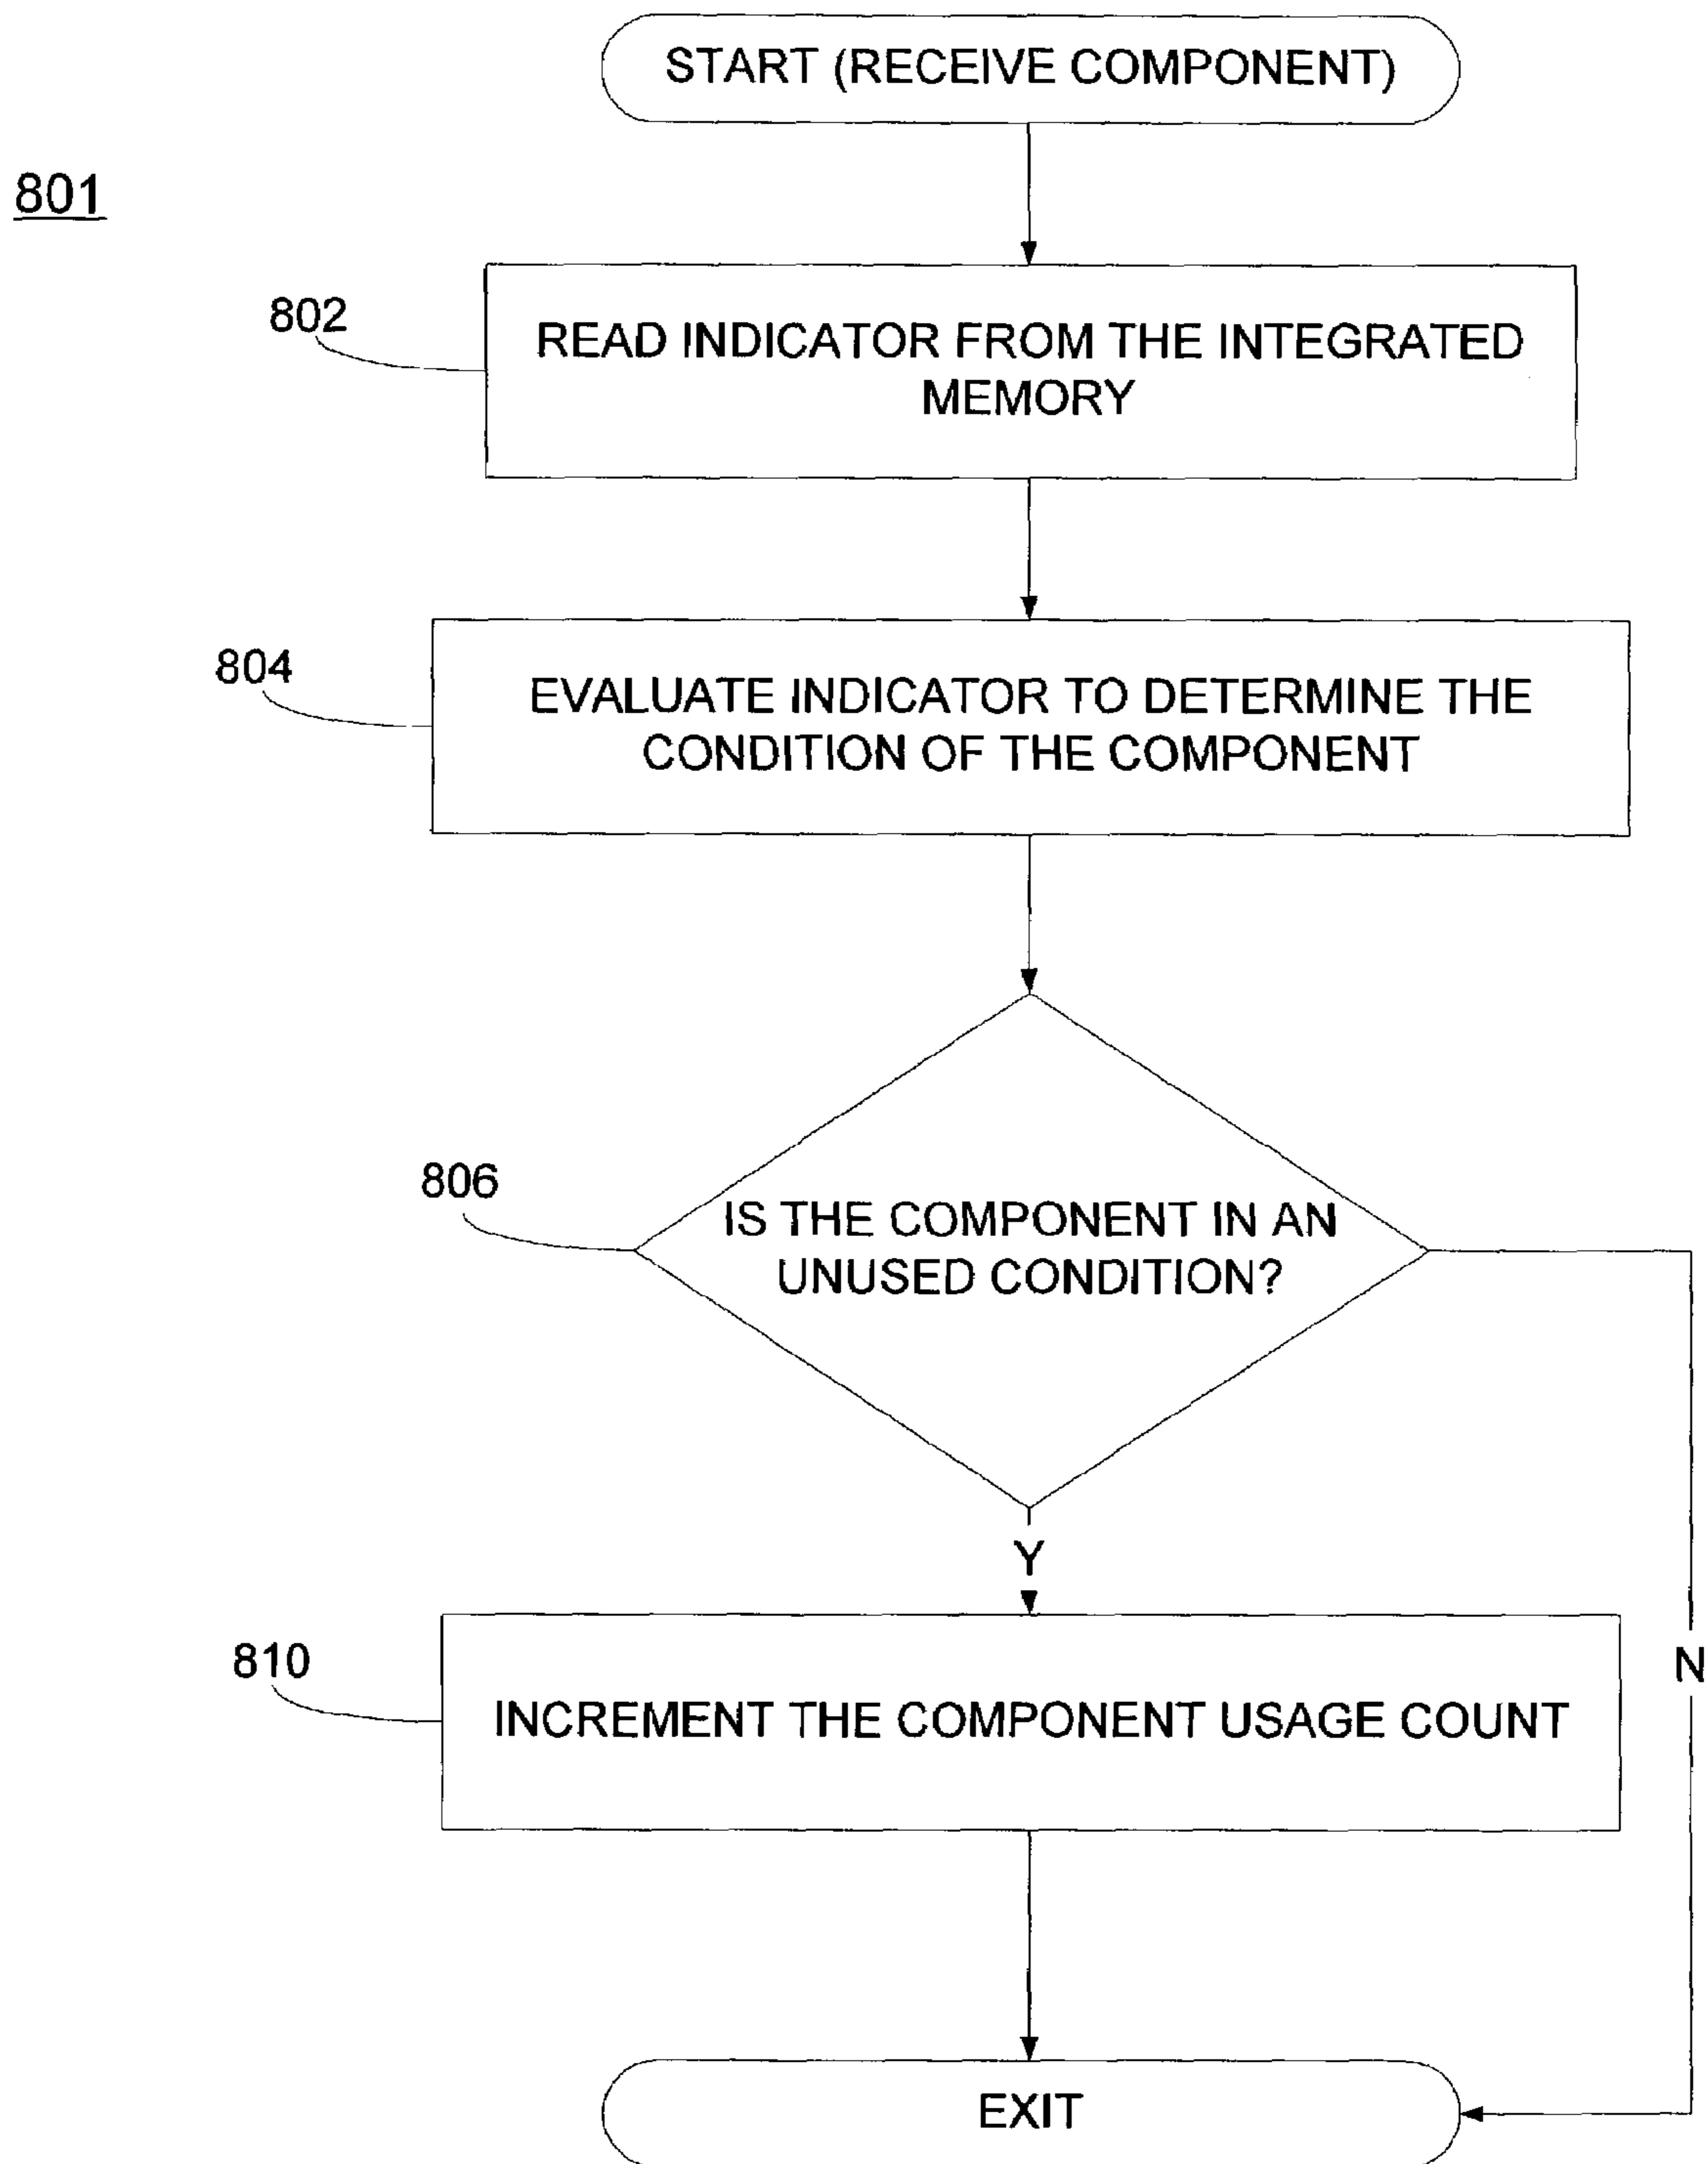 START (RECEIVE COMPONENT)
801
802
READ INDICATOR FROM THE INTEGRATED
MEMORY
804
EVALUATE INDICATOR TO DETERMINE THE
CONDITION OF THE COMPONENT
806
IS THE COMPONENT IN AN
UNUSED CONDITION?
Y
810
N
INCREMENT THE COMPONENT USAGE COUNT
EXIT